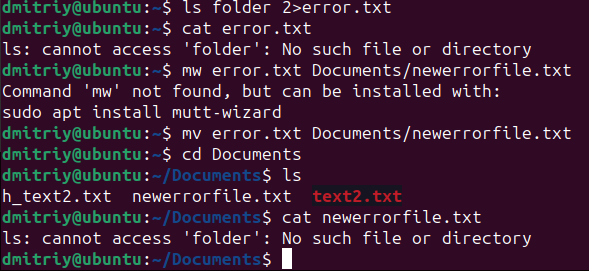 dmitriy@ubuntu:~$ ls folder 2>error.txt
dmitriy@ubuntu:~$ cat error.txt
ls: cannot access 'folder': No such file or directory
dmitriy@ubuntu:~$ mw error.txt Documents/newerrorfile.txt
Command 'mw' not found, but can be installed with:
sudo apt install mutt-wizard
dmitriy@ubuntu:~$ mv error.txt Documents/newerrorfile.txt
dmitriy@ubuntu:~$ cd Documents
dmitriy@ubuntu:~/Documents$ ls
h_text2.txt  newerrorfile.txt  text2.txt
dmitriy@ubuntu:~/Documents$ cat newerrorfile.txt
ls: cannot access 'folder': No such file or directory
dmitriy@ubuntu:~/Documents$